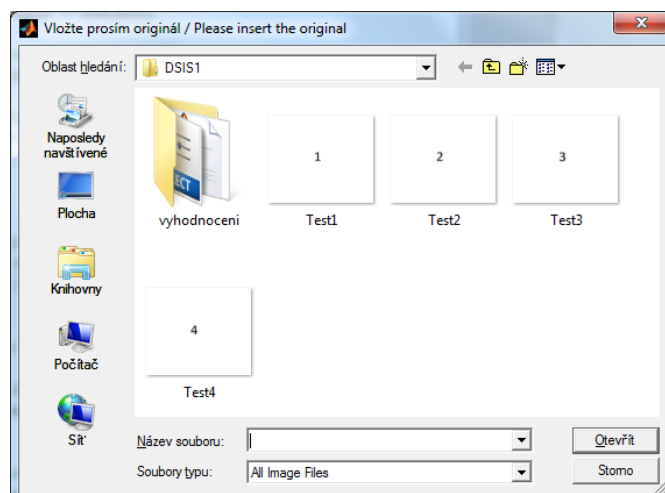 Vložte prosím originál / Please insert the original
Oblast hledání: DSIS1
Naposledy
navštívené
Plocha
Knihovny
Počítač
Síť
vyhodnoceni
1
Test1
2
Test2
3
Test3
4
Test4
Název souboru:
Otevřít
Soubory typu: All Image Files
Storno